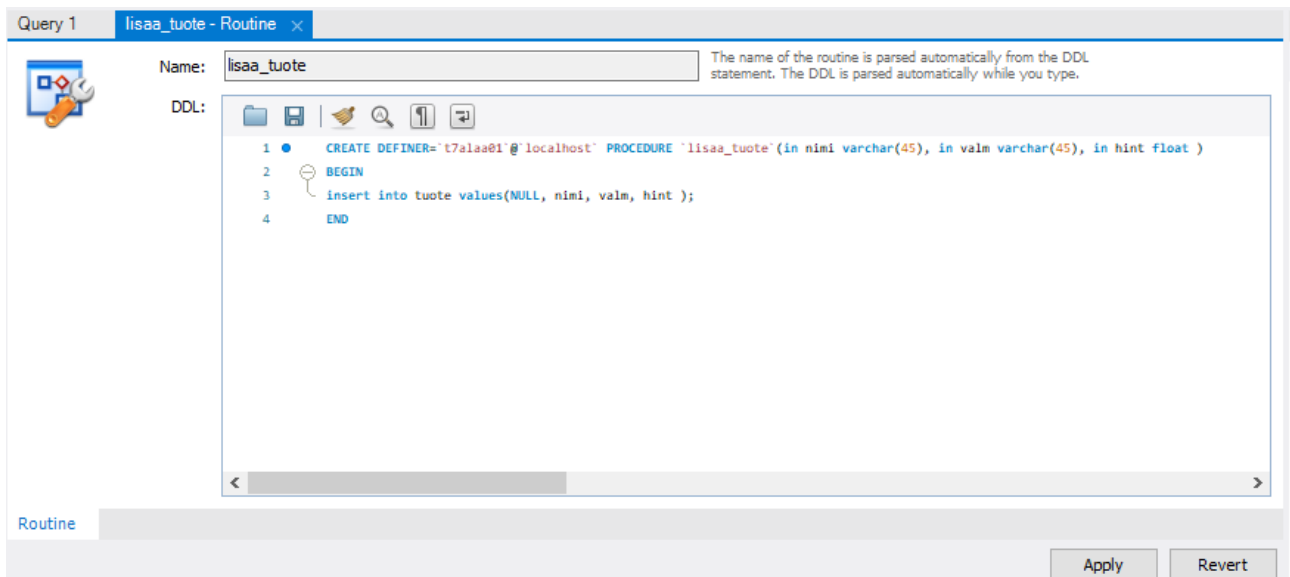 Query 1
lisaa_tuote - Routine ×
Name:
lisaa_tuote
The name of the routine is parsed automatically from the DDL
statement. The DDL is parsed automatically while you type.
DDL:
1 CREATE DEFINER=`t7alaa01`@`localhost` PROCEDURE `lisaa_tuote`(in nimi varchar(45), in valm varchar(45), in hint float )
2 BEGIN
3 insert into tuote values(NULL, nimi, valm, hint );
4 END
Routine
Apply
Revert